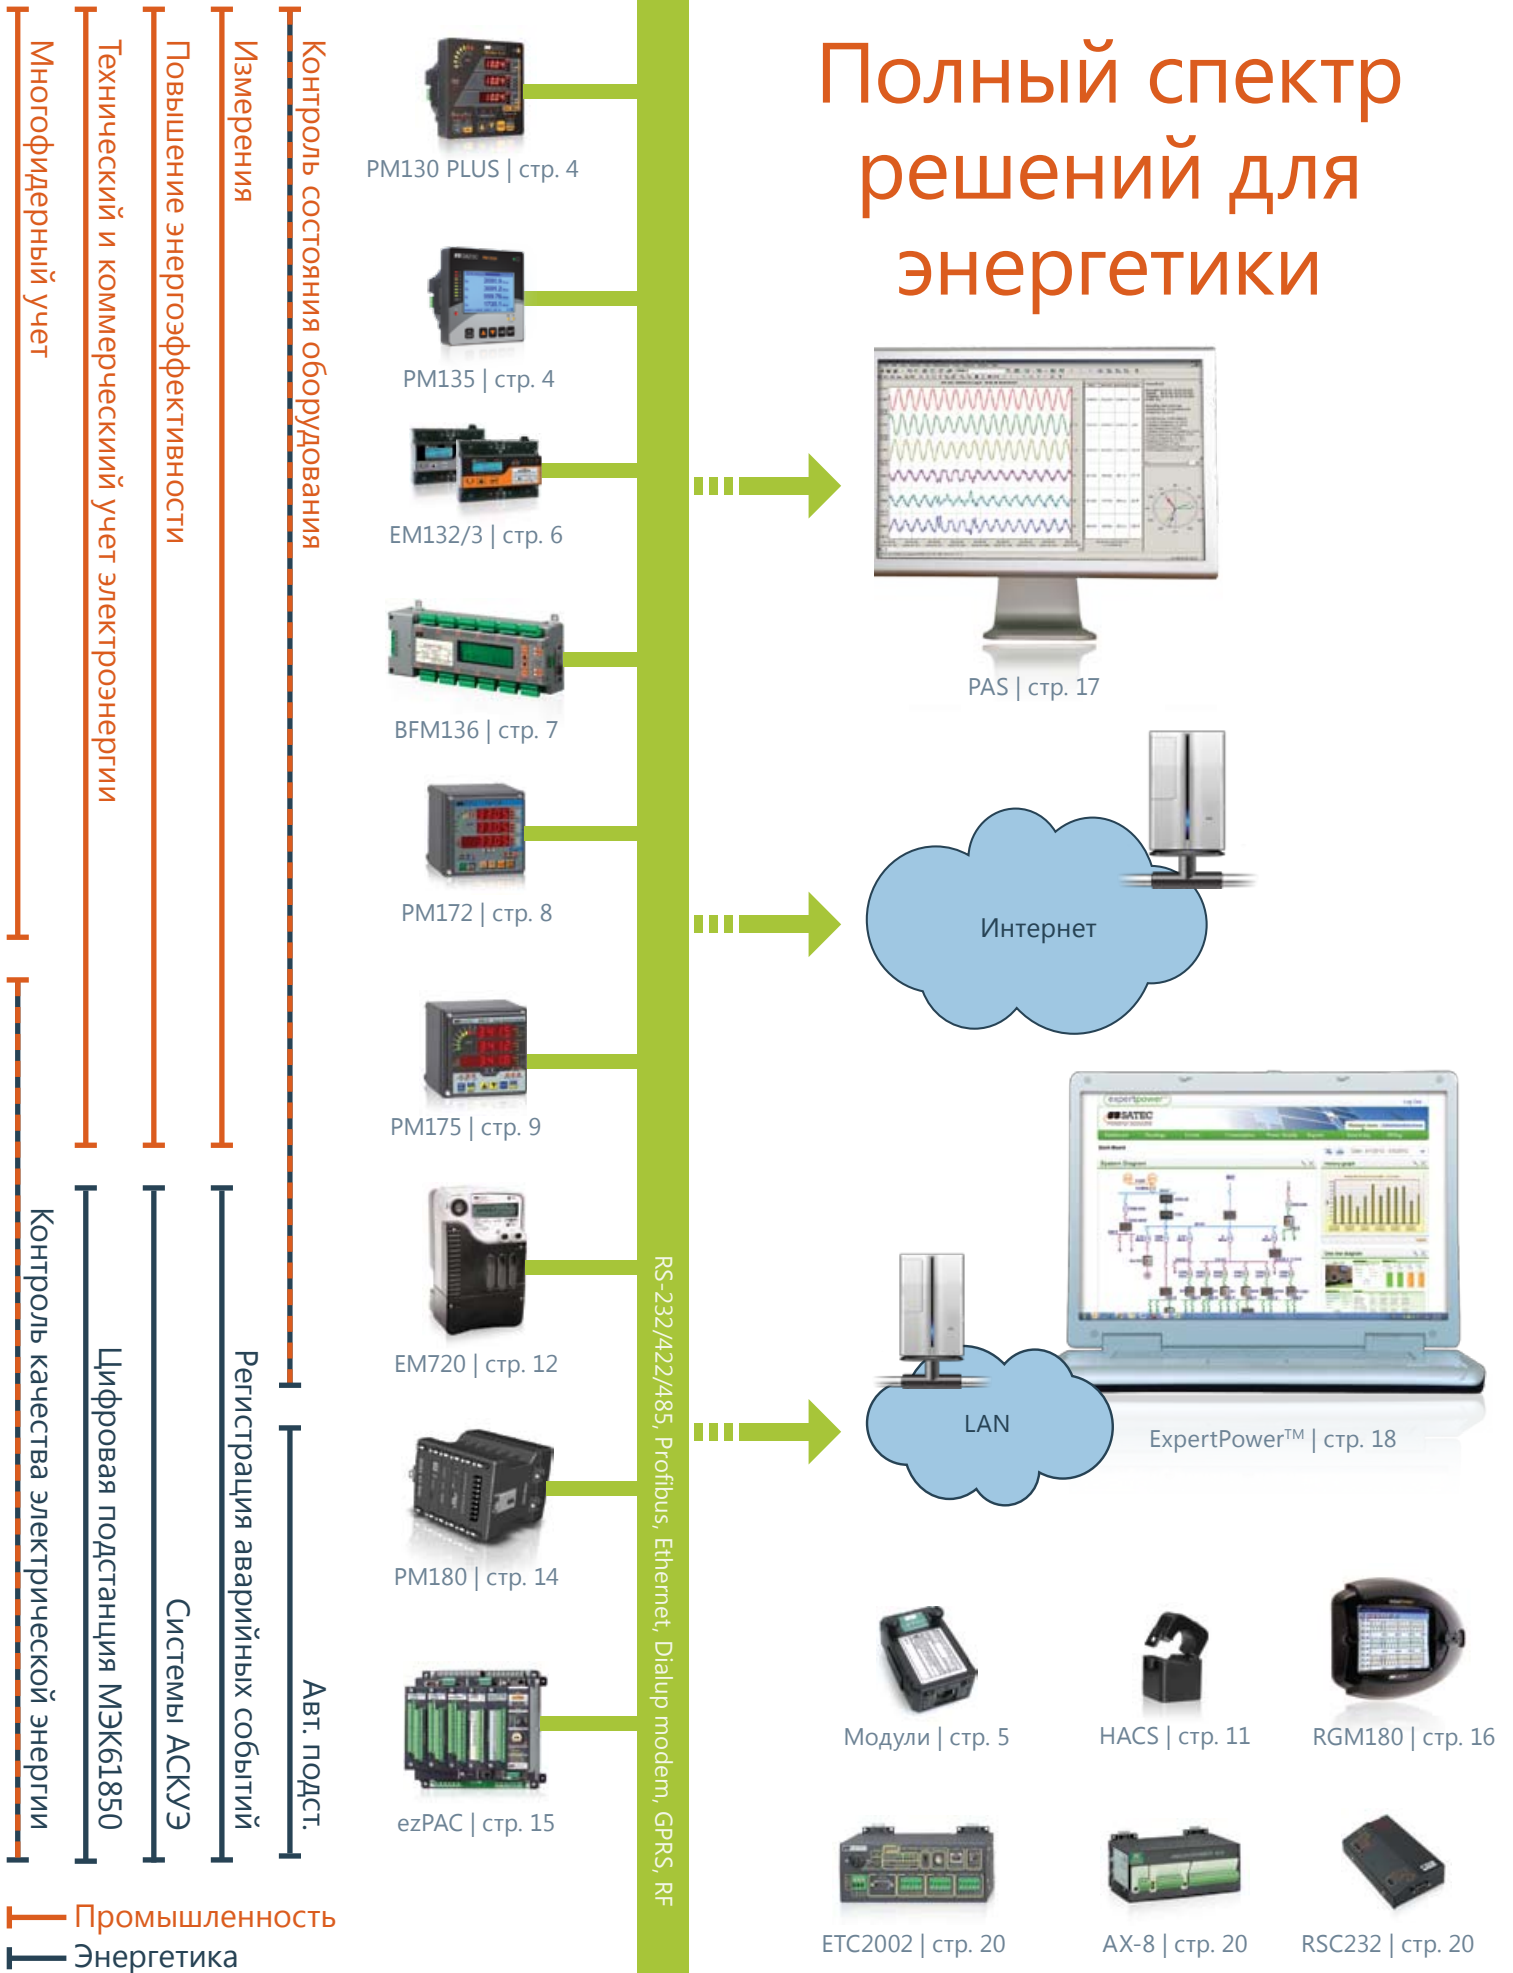 Полный спектр
решений для
энергетики
Многофидерный учет
Технический и коммерческиий учет электроэнергии
Повышение энергоэффективности
Измерения
Контроль состояния оборудования
Контроль качества электрической энергии
Цифровая подстанция МЭК61850
Системы АСКУЭ
Регистрация аварийных событий
Авт. подст.
Промышленность
Энергетика
PM130 PLUS | стр. 4
PM135 | стр. 4
EM132/3 | стр. 6
BFM136 | стр. 7
PM172 | стр. 8
PM175 | стр. 9
EM720 | стр. 12
PM180 | стр. 14
ezPAC | стр. 15
RS-232/422/485, Profibus, Ethernet, Dialup modem, GPRS, RF
PAS | стр. 17
Интернет
expertpower
SATEC
System Diagram
LAN
ExpertPower™ | стр. 18
Модули | стр. 5
HACS | стр. 11
RGM180 | стр. 16
ETC2002 | стр. 20
AX-8 | стр. 20
RSC232 | стр. 20